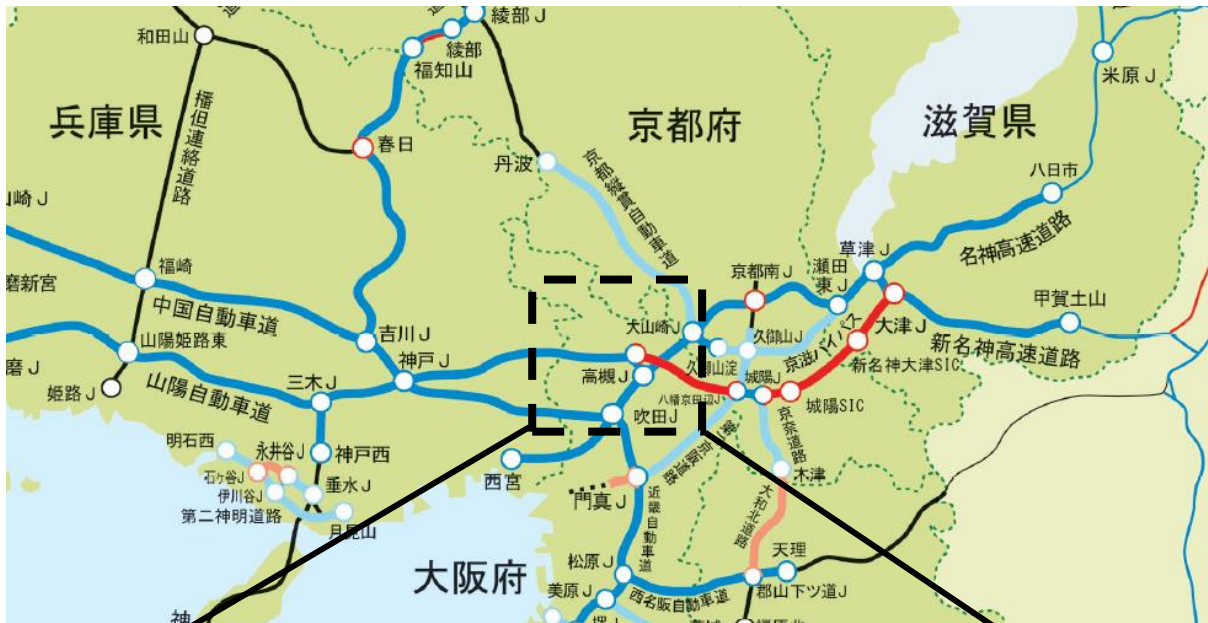 綾部J
和田山
綾部
福知山
米原J
兵庫県
京都府
滋賀県
播但連絡道路
春日
丹波
京都縦貫自動車道
八日市
名神高速道路
草津J
瀬田
東J
京都南J
福崎
磨新宮
中国自動車道
大山崎J
久御山J
京滋バイパス
大津J
甲賀土山
新名神高速道路
吉川J
山陽姫路東
神戸J
高槻J
久御山淀
城陽J
新名神大津SIC
磨J
姫路J
山陽自動車道
三木J
八幡京田辺J
城陽SIC
吹田J
京奈道路
明石西
永井谷J
神戸西
西宮
第二京阪道路
木津
石ヶ谷J
伊川谷J
垂水J
門真J
近畿自動車道
大和北道路
第二神明道路
月見山
大阪府
松原J
天理
美原J
西名阪自動車道
郡山下ツ道J
神